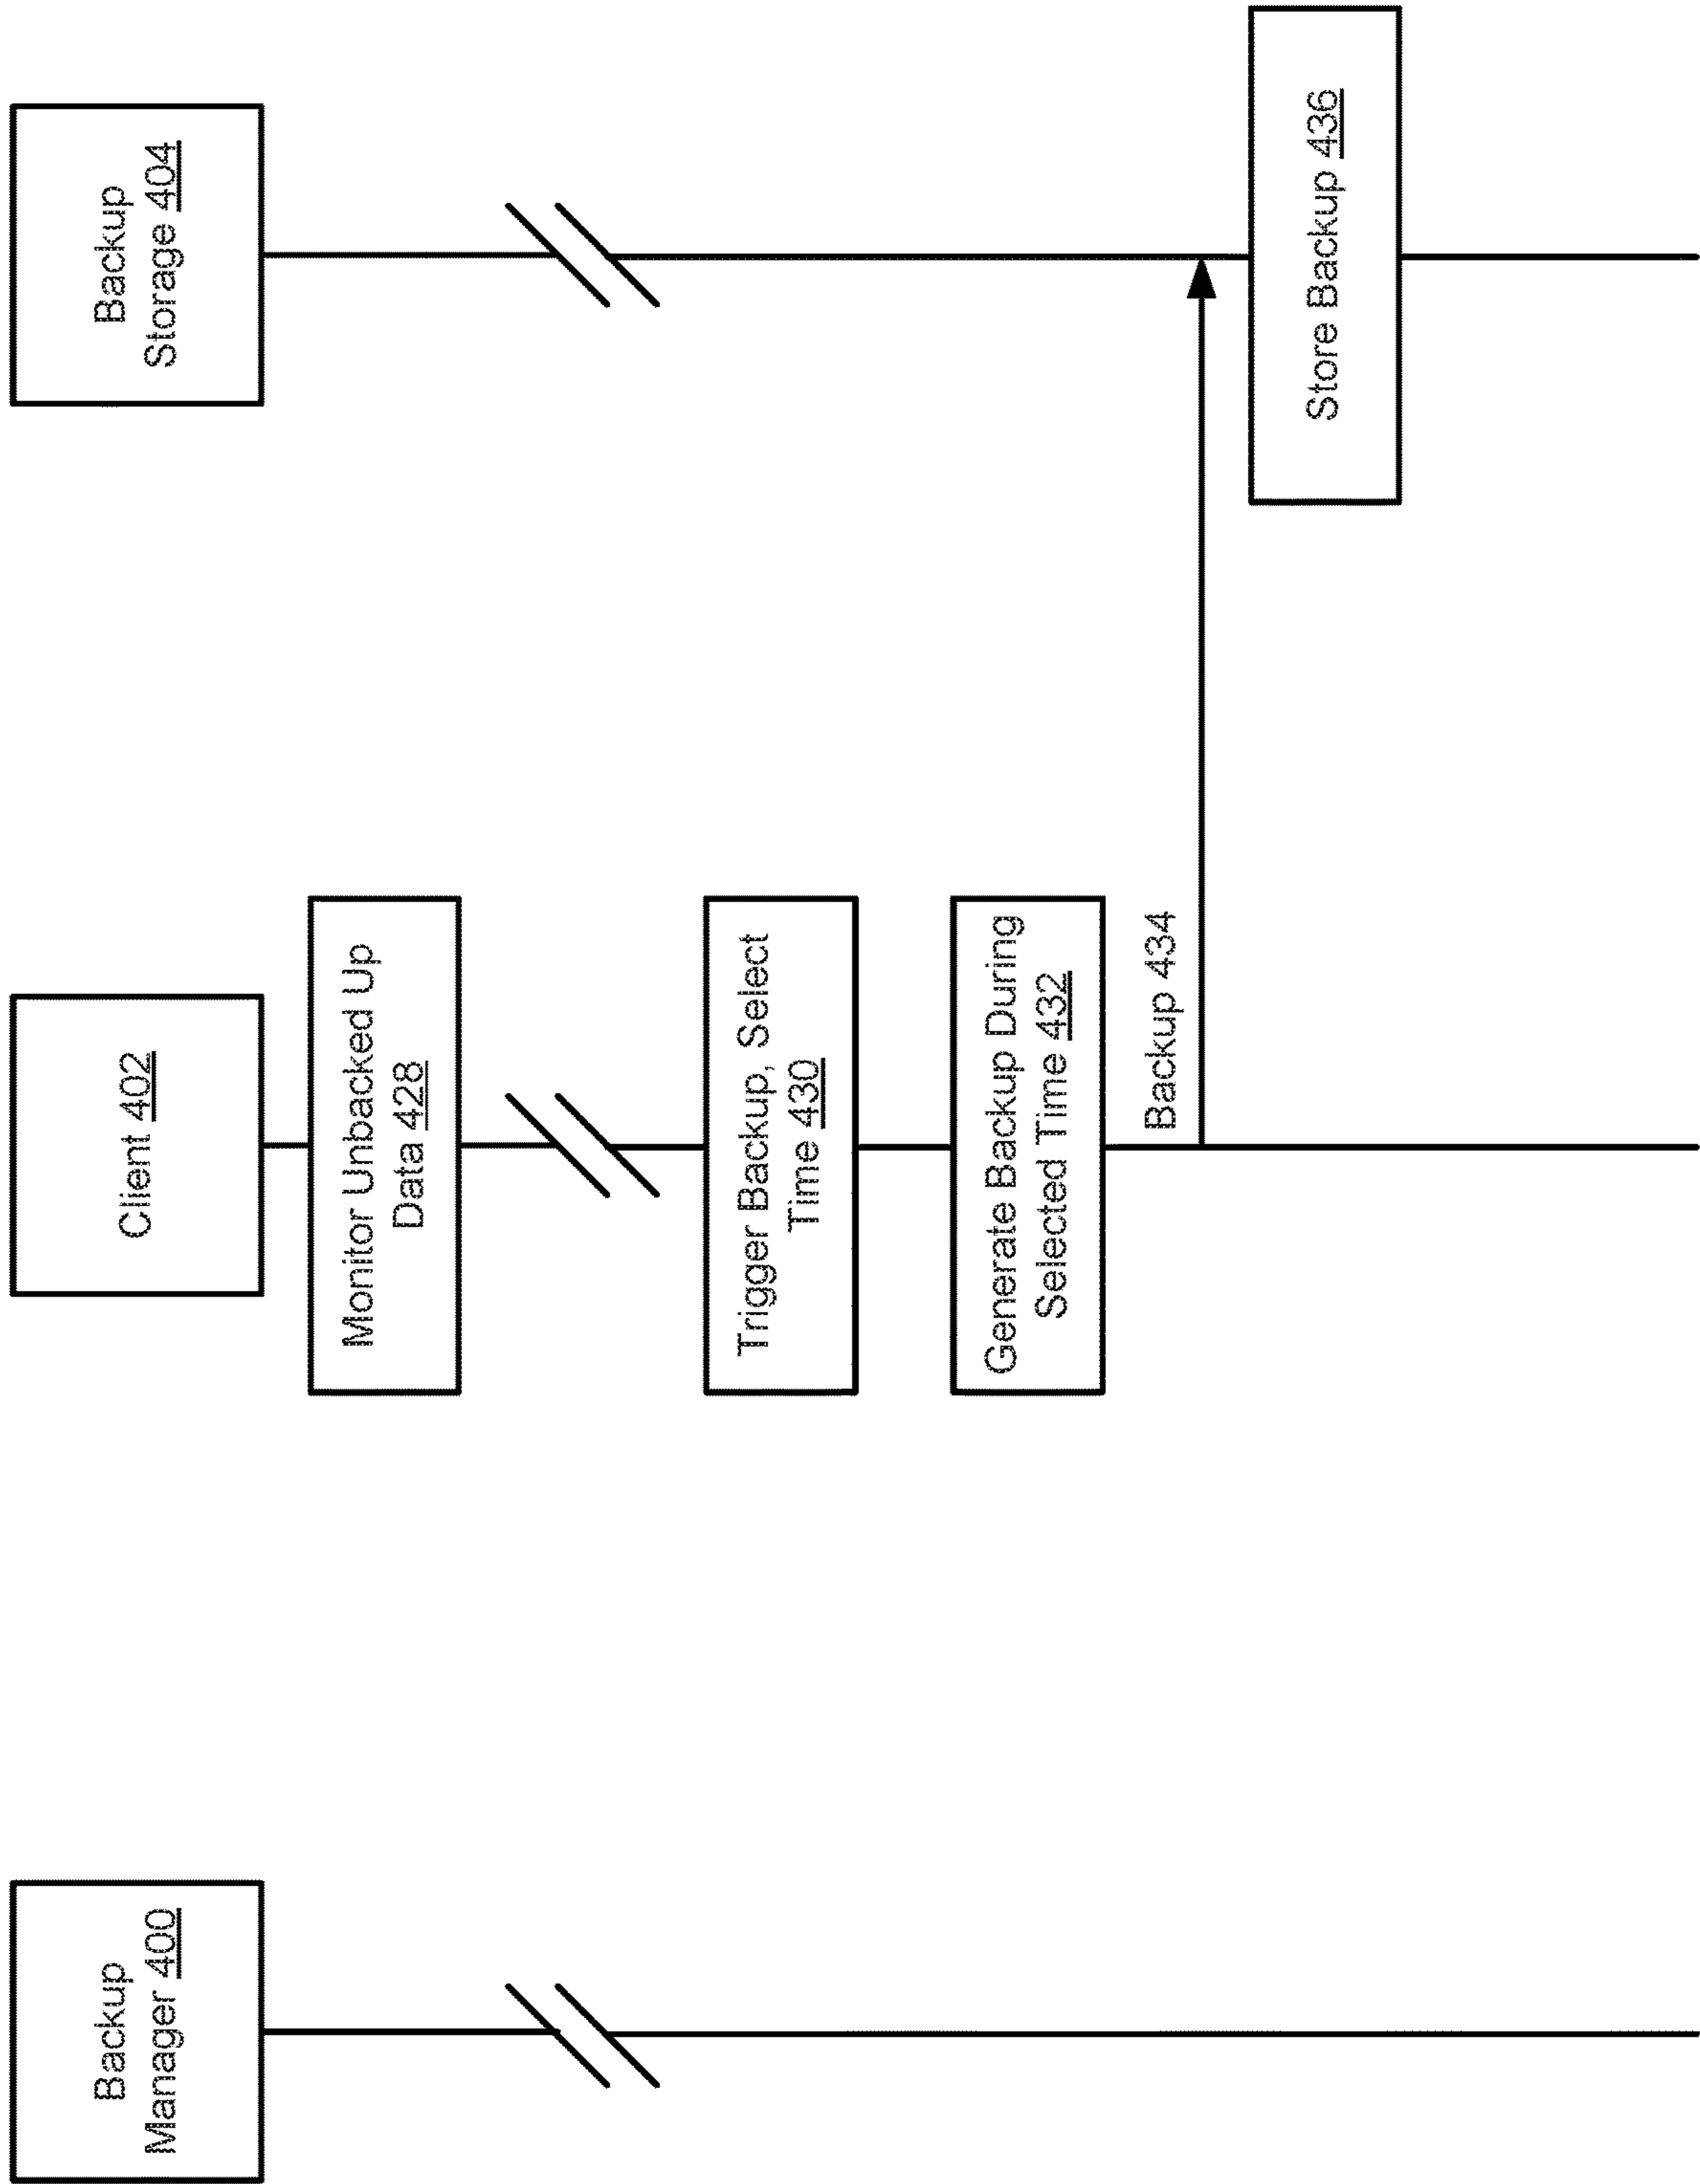 Backup
Manager 400
Client 402
Backup
Storage 404
Monitor Unbacked Up
Data 428
Trigger Backup, Select
Time 430
Generate Backup During
Selected Time 432
Backup 434
Store Backup 436